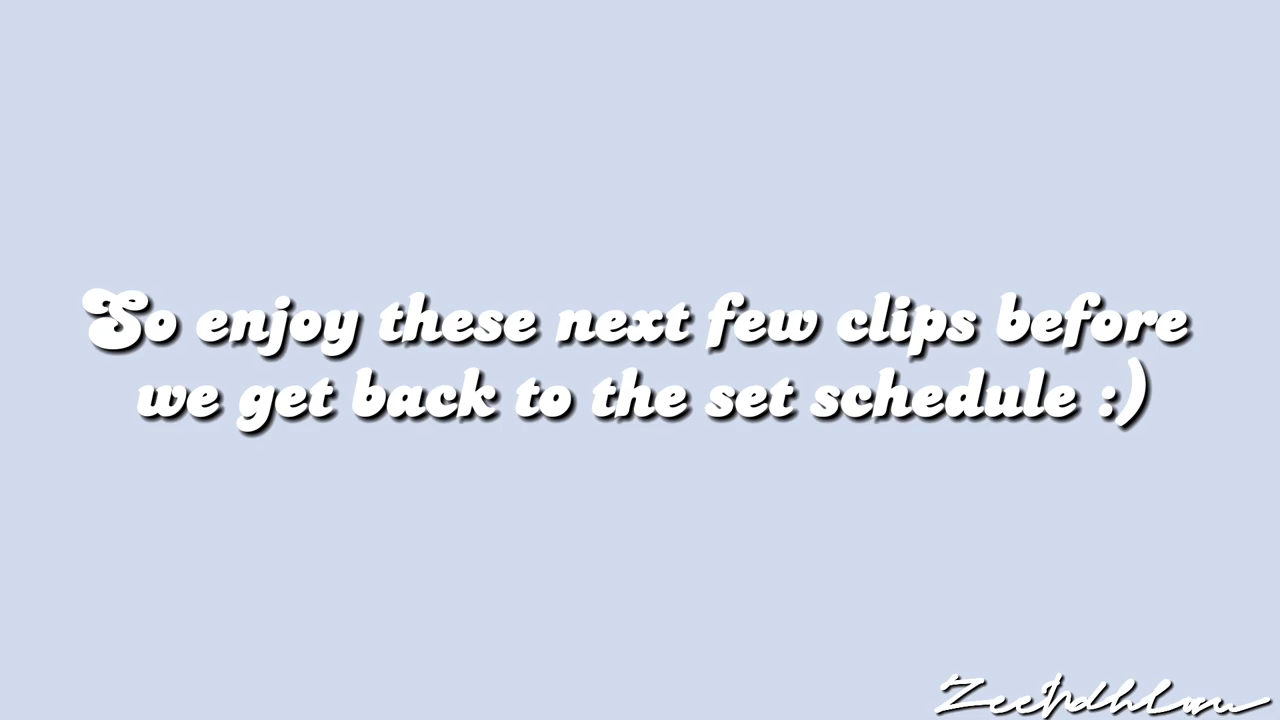 So enjoy these next few clips before
we get back to the set schedule :)